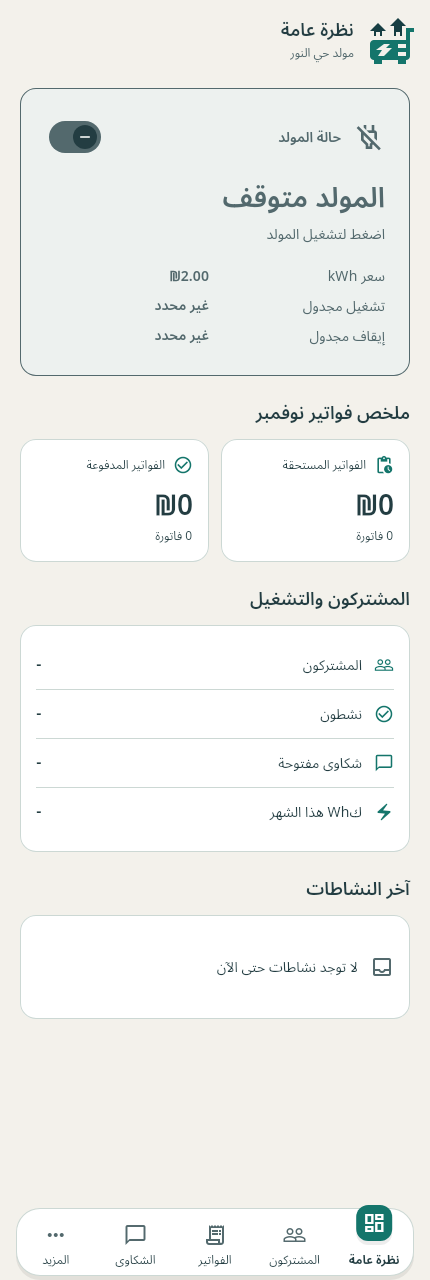 نظرة عامة
مولد حي النور
حالة المولد
المولد متوقف
اضغط لتشغيل المولد
سعر kWh ₪2.00
تشغيل مجدول غير محدد
إيقاف مجدول غير محدد
ملخص فواتير نوفمبر
الفواتير المستحقة
₪0
0 فاتورة
الفواتير المدفوعة
₪0
0 فاتورة
المشتركون والتشغيل
المشتركون -
نشطون -
شكاوى مفتوحة -
كWh هذا الشهر -
آخر النشاطات
لا توجد نشاطات حتى الآن
نظرة عامة
المشتركون
الفواتير
الشكاوى
المزيد